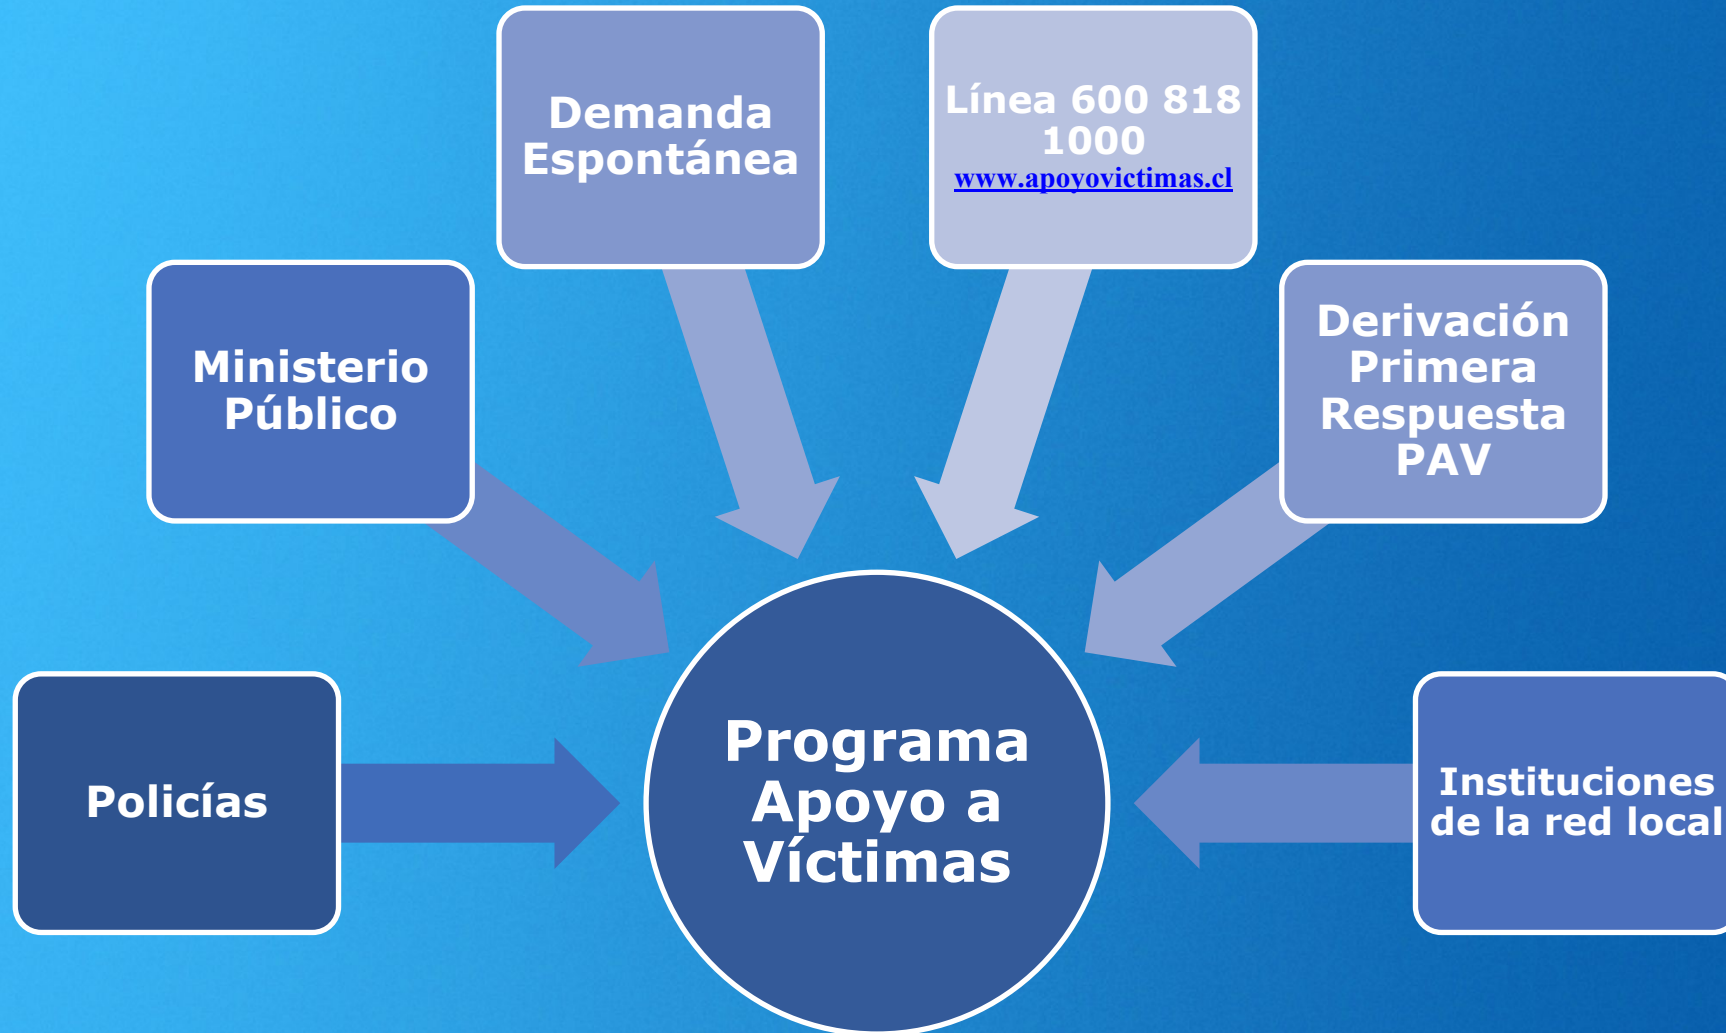 Demanda
Espontánea
Línea 600 818
1000
www.apoyovictimas.cl
Ministerio
Público
Derivación
Primera
Respuesta
PAV
Policías
Programa
Apoyo a
Víctimas
Instituciones
de la red local